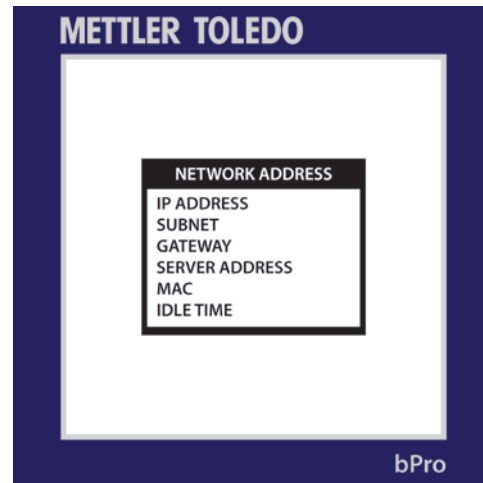 METTLER TOLEDO
NETWORK ADDRESS
IP ADDRESS
SUBNET
GATEWAY
SERVER ADDRESS
MAC
IDLE TIME
bPro